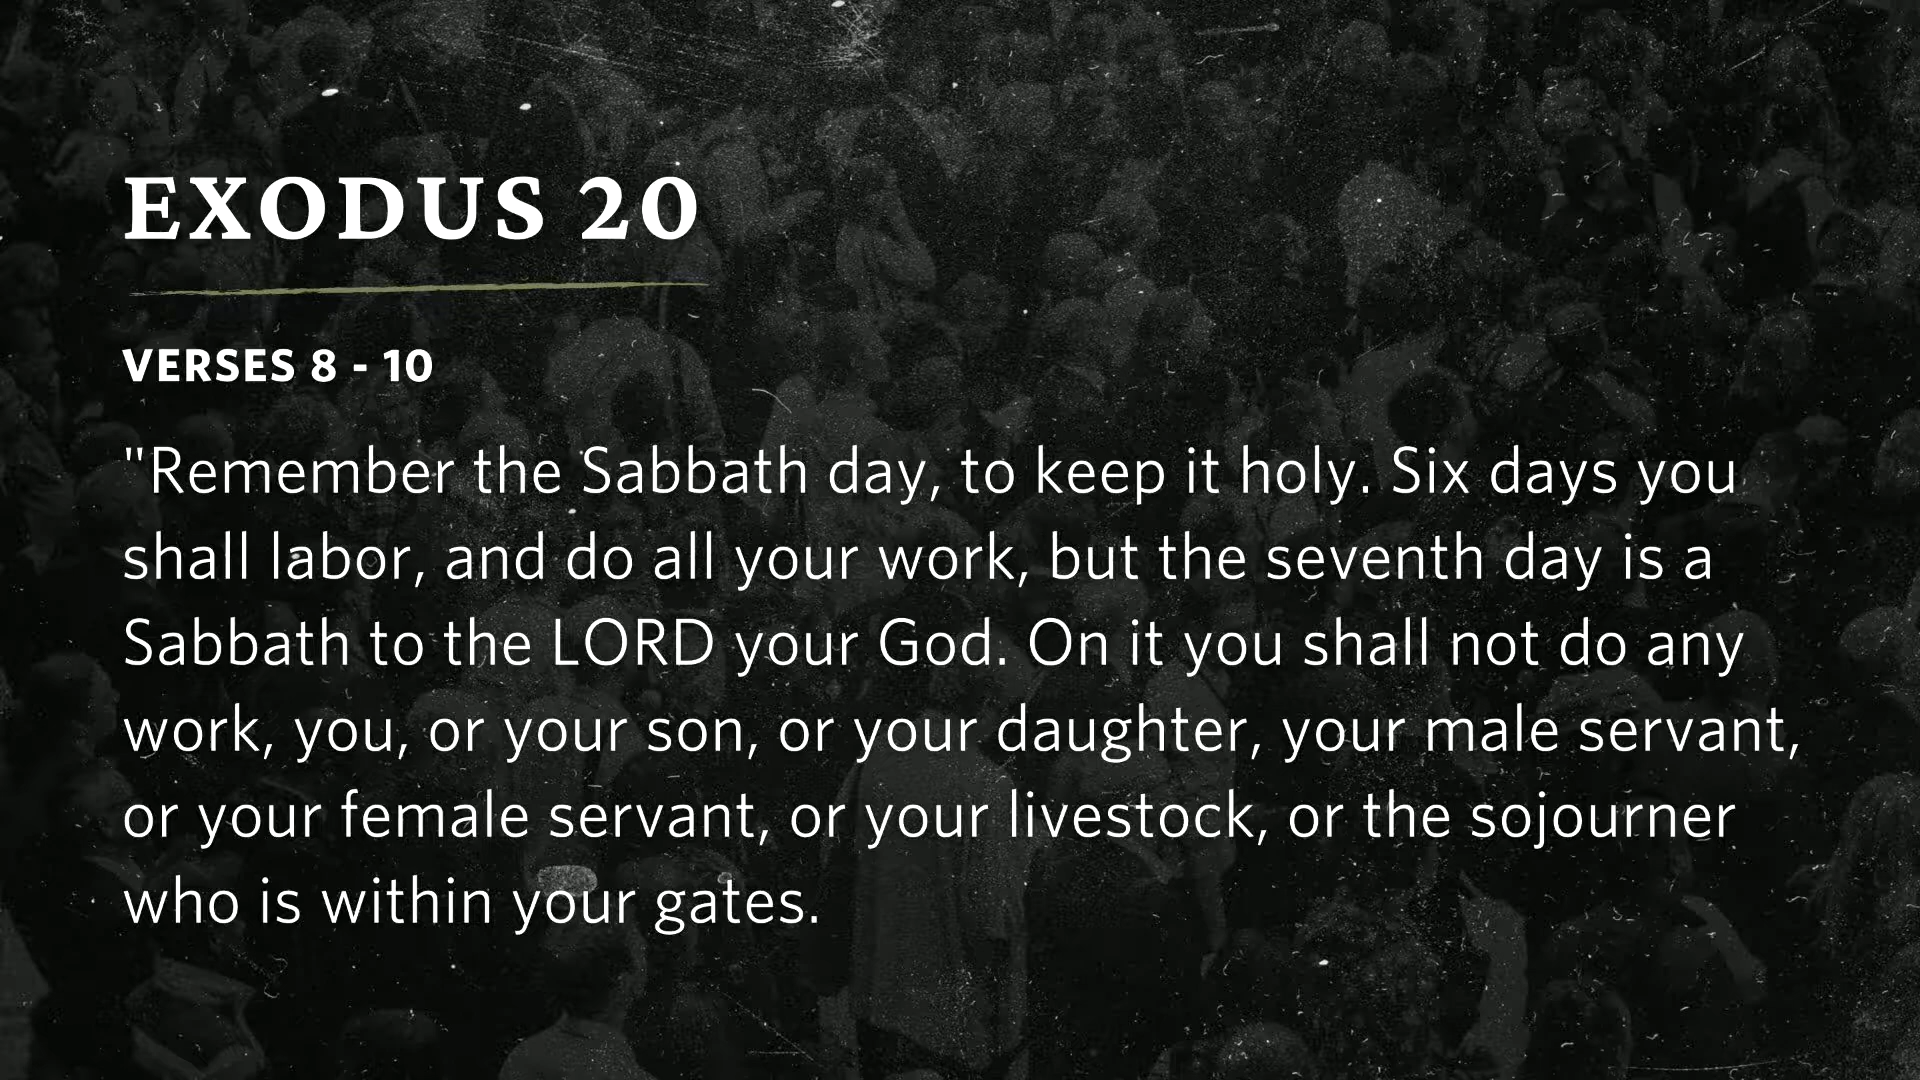 EXODUS 20
VERSES 8 - 10
"Remember the Sabbath day, to keep it holy. Six days you
shall labor, and do all your work, but the seventh day is a
Sabbath to the LORD your God. On it you shall not do any
work, you, or your son, or your daughter, your male servant,
or your female servant, or your livestock, or the sojourner
who is within your gates.